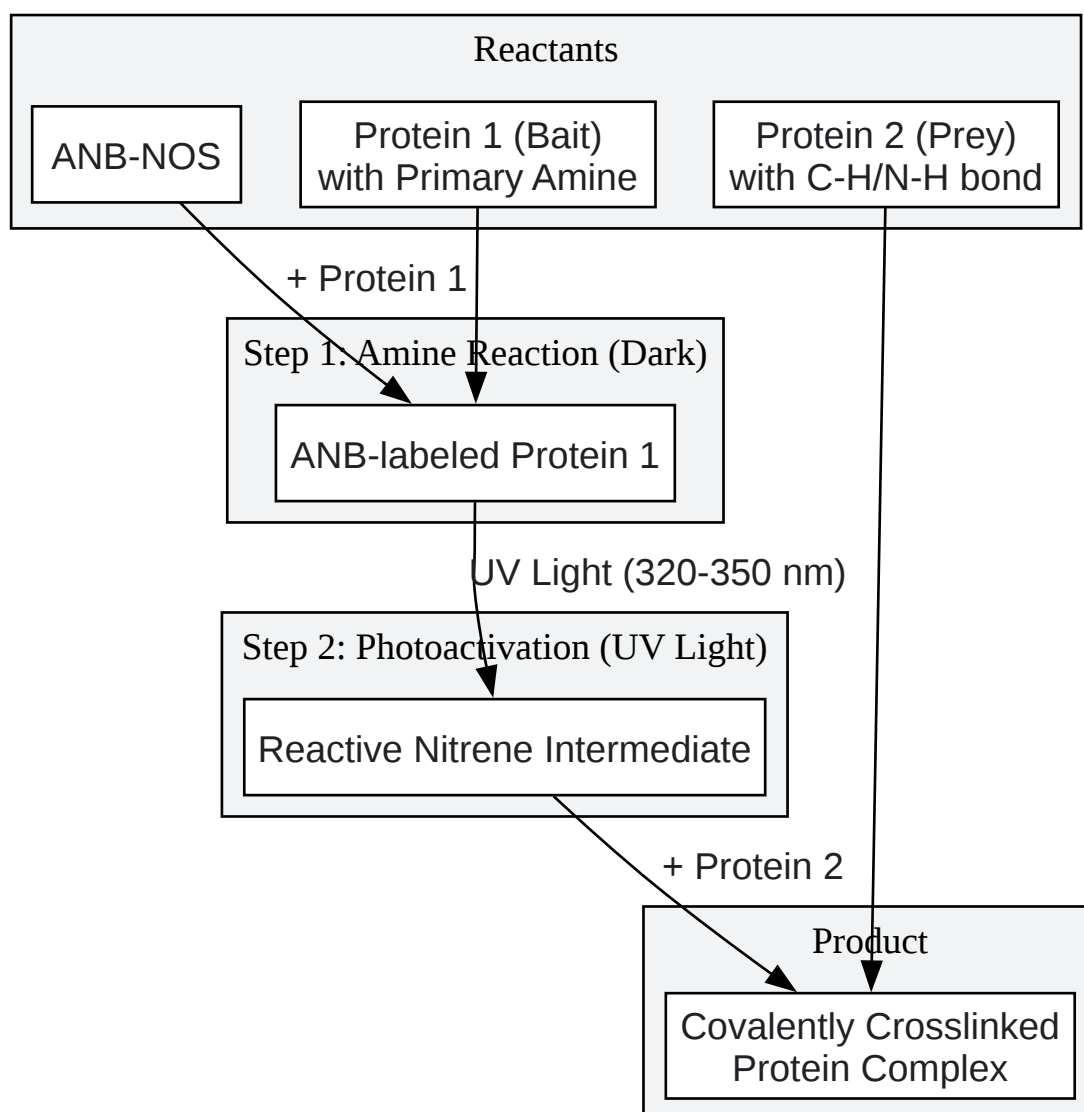 Reactants
ANB-NOS
Protein 1 (Bait)
with Primary Amine
Protein 2 (Prey)
with C-H/N-H bond
+ Protein 1
Step 1: Amine Reaction (Dark)
ANB-labeled Protein 1
UV Light (320-350 nm)
Step 2: Photoactivation (UV Light)
Reactive Nitrene Intermediate
+ Protein 2
Product
Covalently Crosslinked
Protein Complex